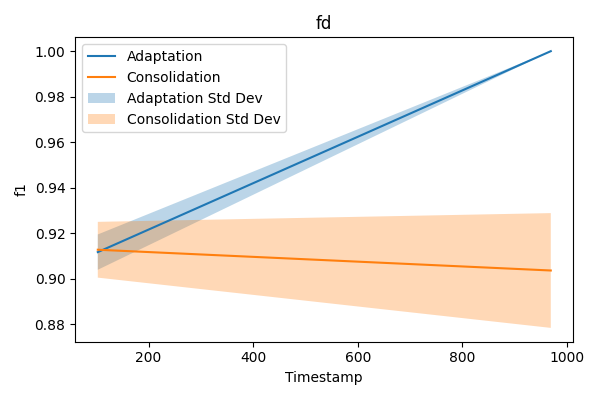 fd
Adaptation
Consolidation
Adaptation Std Dev
Consolidation Std Dev
f1
1.00
0.98
0.96
0.94
0.92
0.90
0.88
200
400
600
800
1000
Timestamp